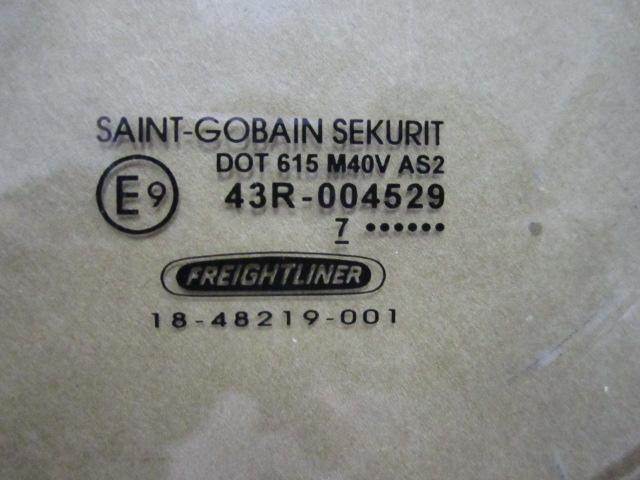 SAINT-GOBAIN SEKURIT
DOT 615 M40V AS2
E9 43R-004529
7 ••••••
FREIGHTLINER
18-48219-001